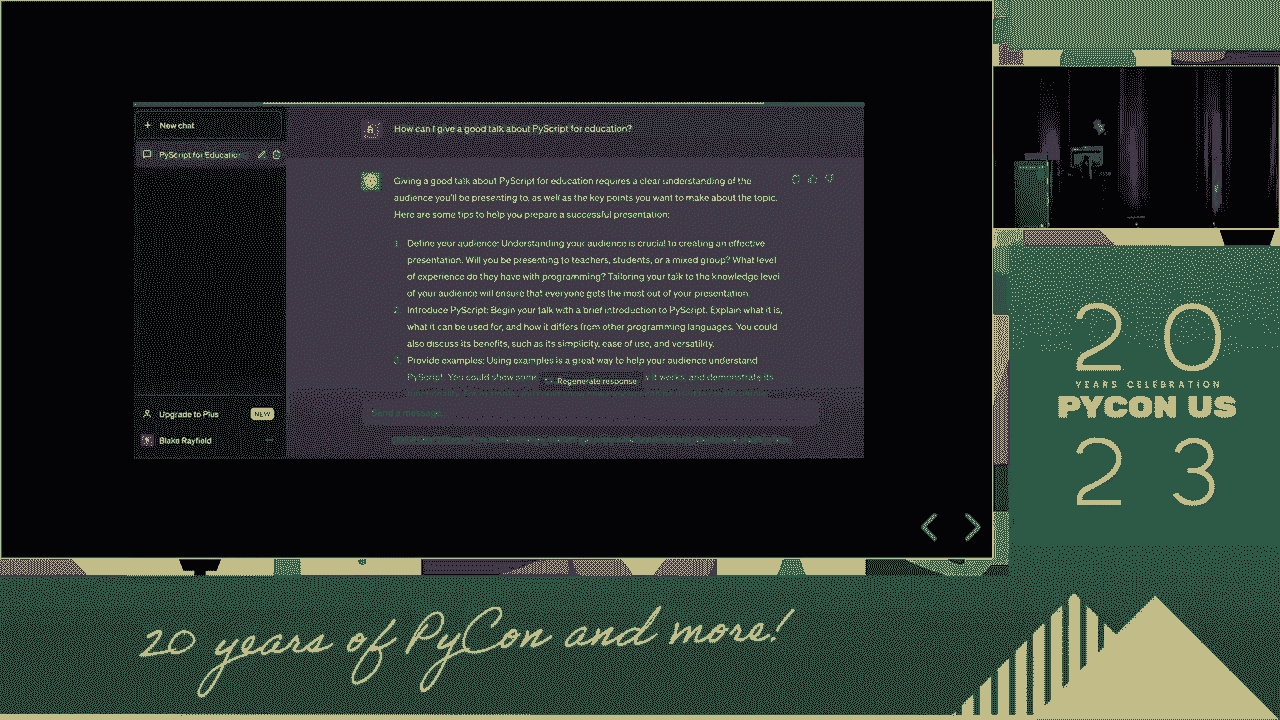 New chat
PyScript for Education
Upgrade to Plus
NEW
Blake Rayfield
How can I give a good talk about PyScript for education?
Giving a good talk about PyScript for education requires a clear understanding of the
audience you'll be presenting to, as well as the key points you want to make about the topic.
Here are some tips to help you prepare a successful presentation:
1. Define your audience: Understanding your audience is crucial to creating an effective
presentation. Will you be presenting to teachers, students, or a mixed group? What level
of experience do they have with programming? Tailoring your talk to the knowledge level
of your audience will ensure that everyone gets the most out of your presentation.
2. Introduce PyScript: Begin your talk with a brief introduction to PyScript. Explain what it is,
what it can be used for, and how it differs from other programming languages. You could
also discuss its benefits, such as its simplicity, ease of use, and versatility.
3. Provide examples: Using examples is a great way to help your audience understand
PyScript. You could show some it works, and demonstrate its
Regenerate response
Send a message
20
YEARS CELEBRATION
PYCON US
23
20 years of PyCon and more!